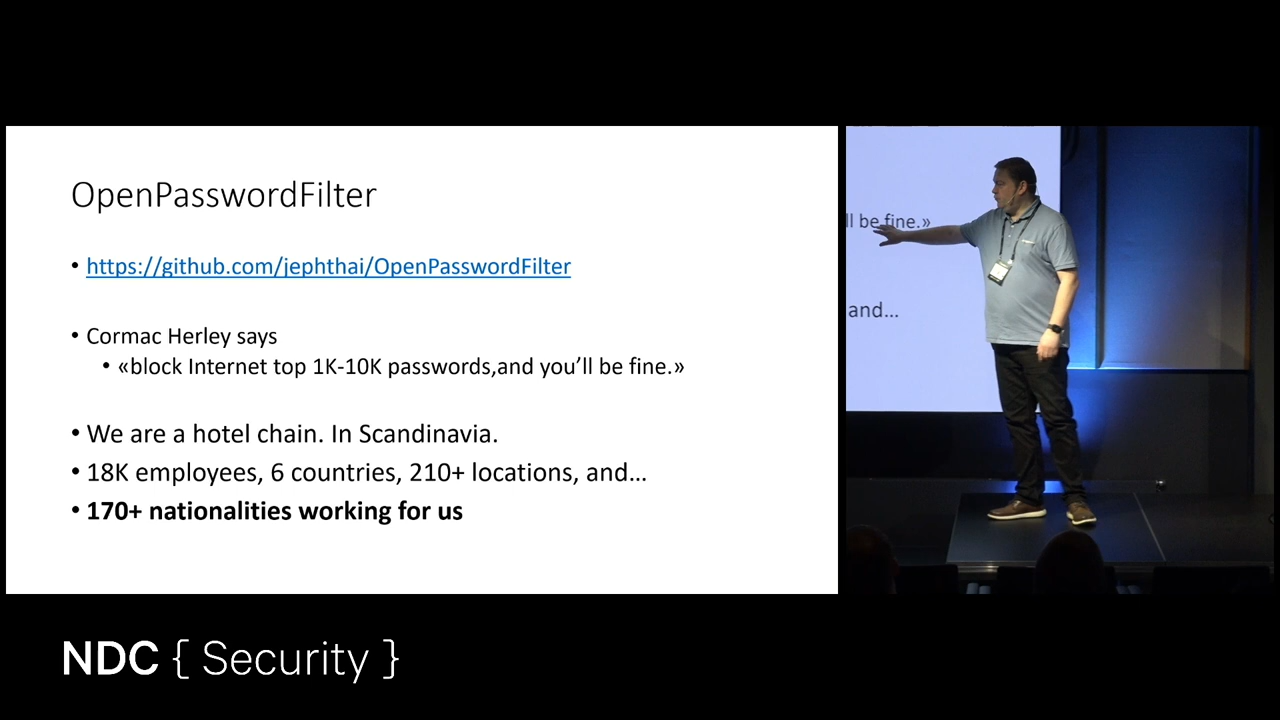 OpenPasswordFilter
• https://github.com/jephthai/OpenPasswordFilter
• Cormac Herley says
• «block Internet top 1K-10K passwords,and you’ll be fine.»
• We are a hotel chain. In Scandinavia.
• 18K employees, 6 countries, 210+ locations, and…
• 170+ nationalities working for us
ll be fine.»
and…
NDC { Security }